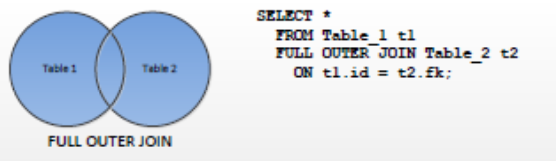 Table 1
Table 2
FULL OUTER JOIN
SELECT *
FROM Table_1 t1
FULL OUTER JOIN Table_2 t2
ON t1.id = t2.fk;